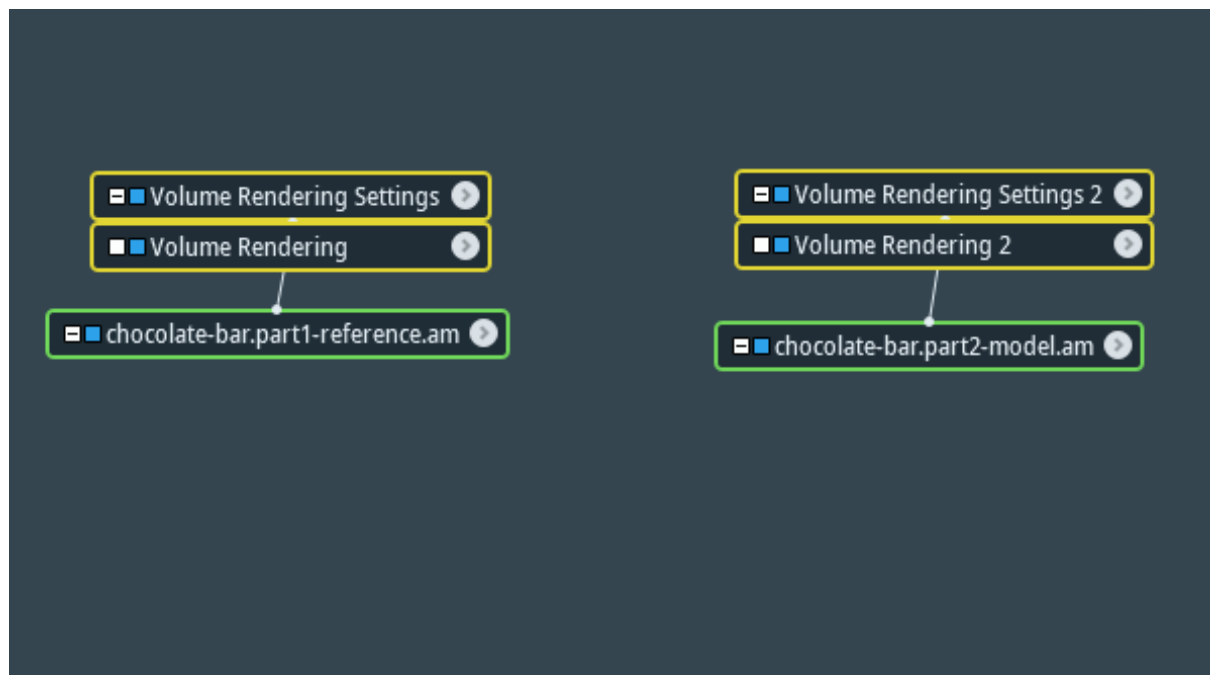 Volume Rendering Settings
Volume Rendering
chocolate-bar.part1-reference.am
Volume Rendering Settings 2
Volume Rendering 2
chocolate-bar.part2-model.am